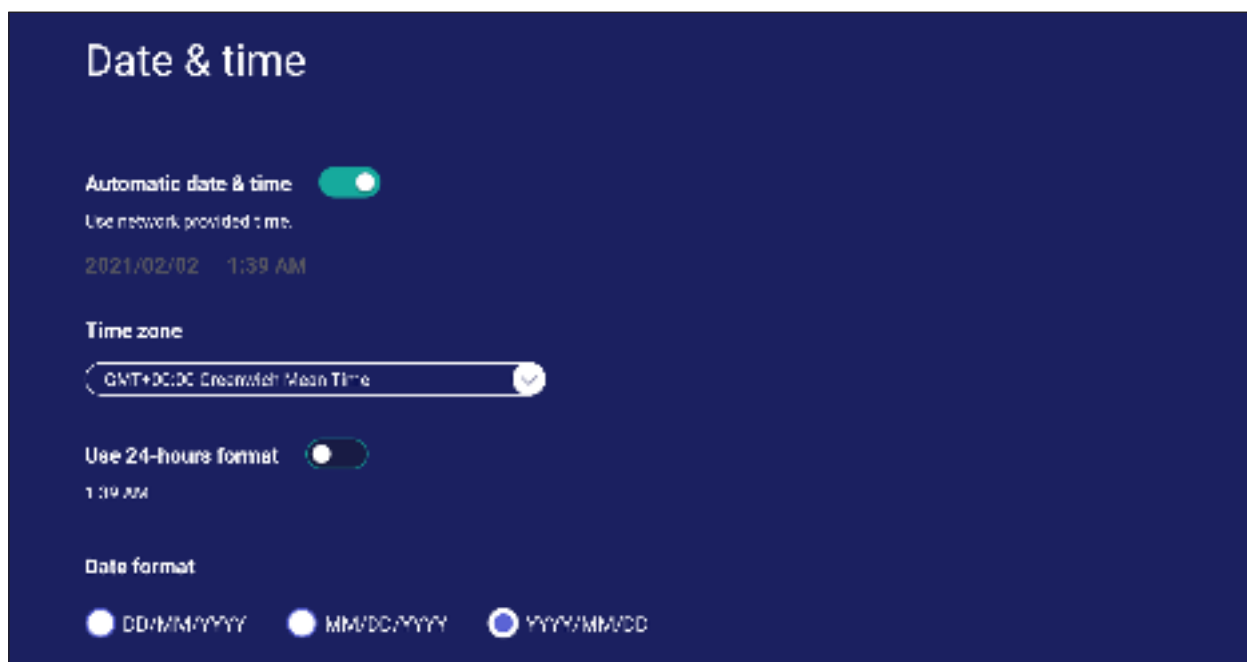 Date & time
Automatic date & time
Use network provided time.
2021/02/02 1:39 AM
Time zone
GMT+00:00 Greenwich Mean Time
Use 24-hours format
1:39 AM
Date format
DD/MM/YYYY MM/DD/YYYY YYYY/MM/DD